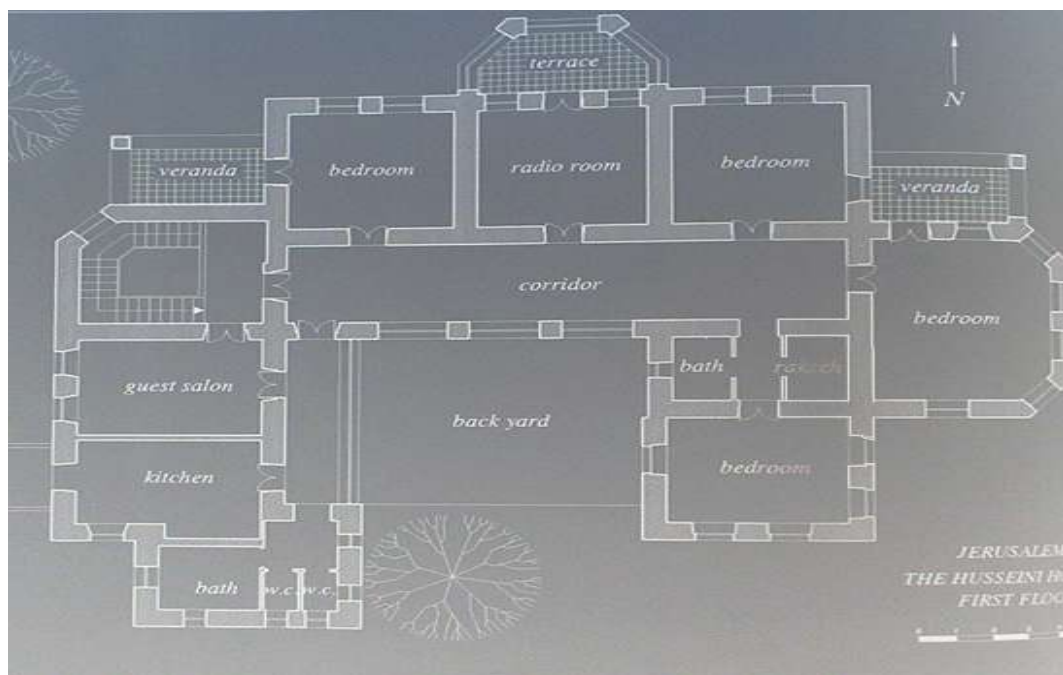 terrace
N
veranda
bedroom
radio room
bedroom
veranda
corridor
bedroom
guest salon
bath
back yard
kitchen
bedroom
bath
w.c.
w.c.
JERUSALEM
THE HUSSEINI
FIRST FLOO